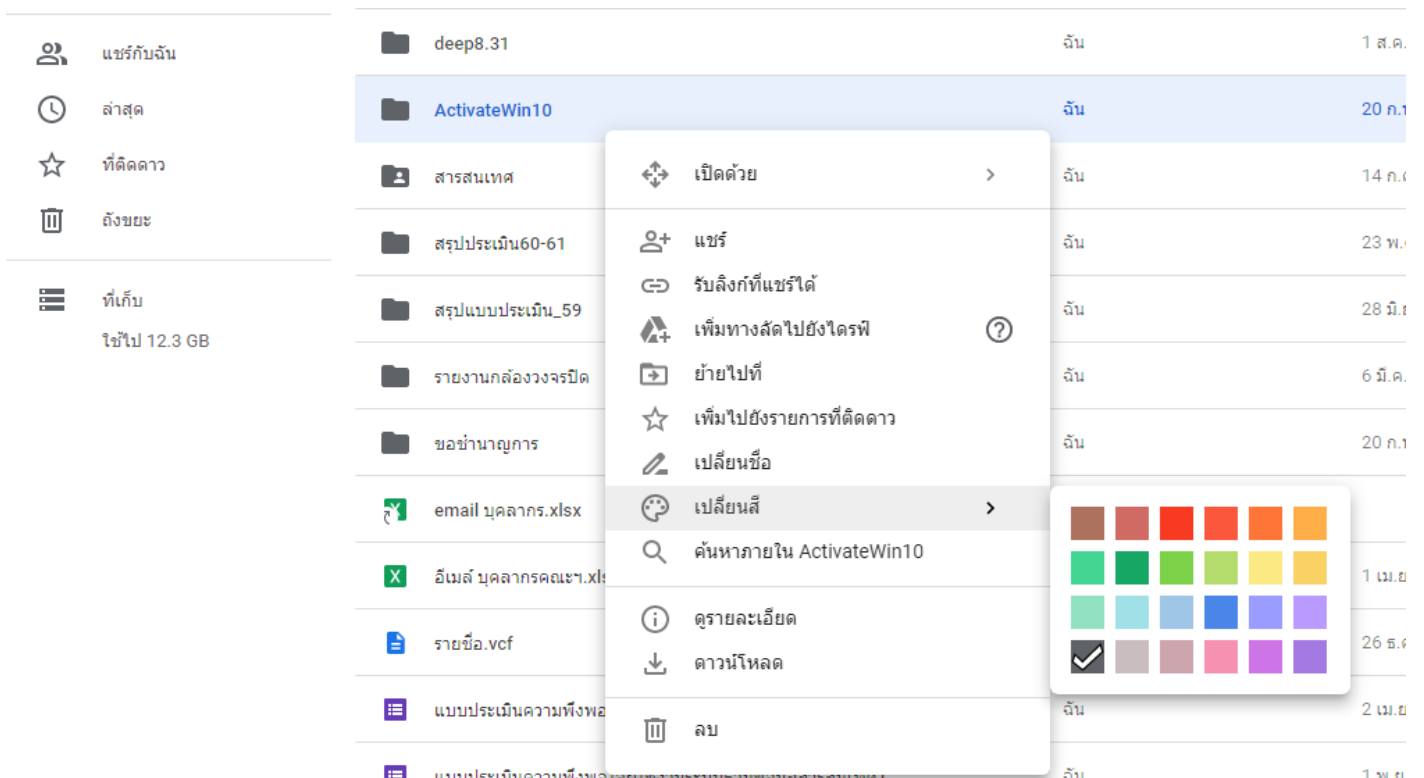 แชร์กับฉัน
ล่าสุด
ที่ติดดาว
ถังขยะ
ที่เก็บ
ใช้ไป 12.3 GB
deep8.31 ฉัน 1 ส.ค.
ActivateWin10 ฉัน 20
สารสนเทศ ฉัน 14
สรุปประเมิน60-61 ฉัน 23
สรุปแบบประเมิน_59 ฉัน 28
รายงานกล้องวงจรปิด ฉัน 6 มี.ค.
ขอชำนาญการ ฉัน 20
email บุคลากร.xlsx
อีเมล์ บุคลากรคณะฯ.xls 1
รายชื่อ.vcf 26
แบบประเมินความพึงพอ ฉัน 2
ฉัน 1
เปิดด้วย
แชร์
รับลิงก์ที่แชร์ได้
เพิ่มทางลัดไปยังไดรฟ์
ย้ายไปที่
เพิ่มไปยังรายการที่ติดดาว
เปลี่ยนชื่อ
เปลี่ยนสี
ค้นหาภายใน ActivateWin10
ดูรายละเอียด
ดาวน์โหลด
ลบ